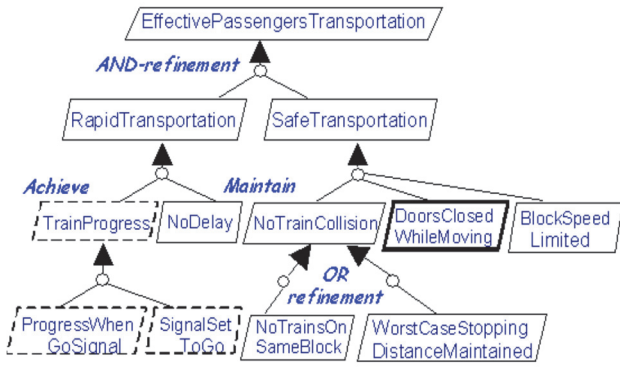 EffectivePassengersTransportation
AND-refinement
RapidTransportation
SafeTransportation
Achieve
Maintain
TrainProgress
NoDelay
NoTrainCollision
DoorsClosed
WhileMoving
BlockSpeed
Limited
OR
refinement
ProgressWhen
GoSignal
SignalSet
ToGo
NoTrainsOn
SameBlock
WorstCaseStopping
DistanceMaintained